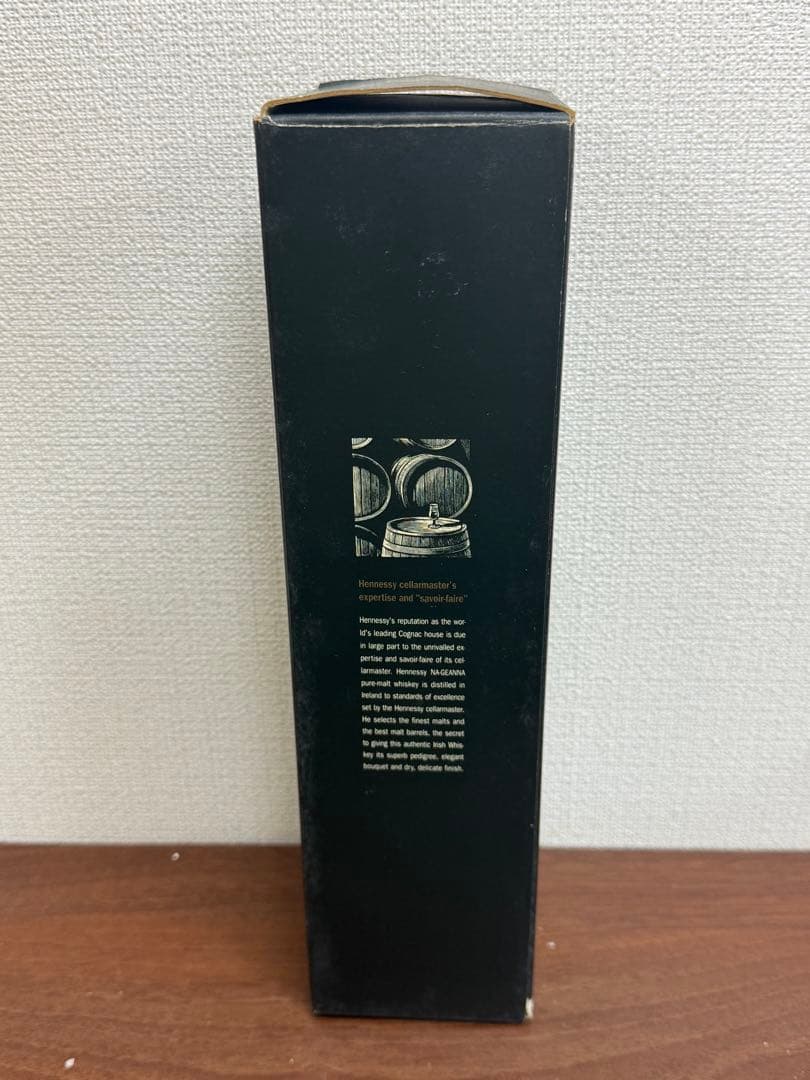 Hennessy cellarmaster's
expertise and "savoir-faire"
Hennessy's reputation as the wor-
ld's leading Cognac house is due
in large part to the unrivalled ex-
pertise and savoir-faire of its cel-
larmaster. Hennessy NA-GEANNA
pure-malt whiskey is distilled in
Ireland to standards of excellence
set by the Hennessy cellarmaster.
He selects the finest malts and
the best malt barrels, the secret
to giving this authentic Irish Whis-
key its superb pedigree, elegant
bouquet and dry, delicate finish.